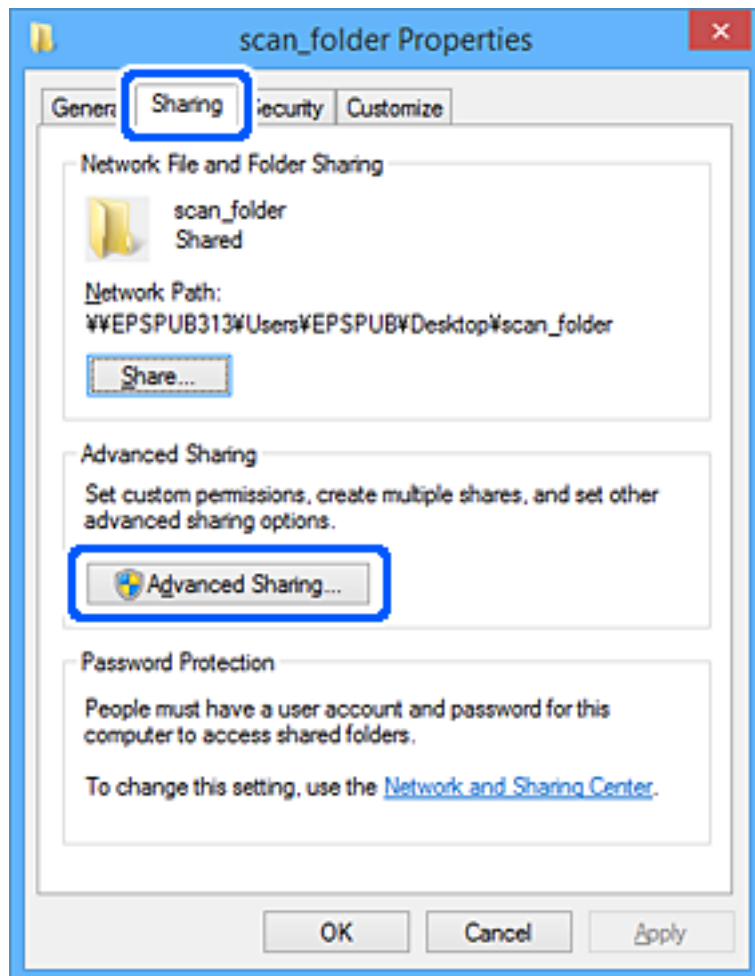 scan_folder Properties
Sharing
Customize
Network File and Folder Sharing
scan_folder
Shared
Network Path:
¥¥EPSPUB313¥Users¥EPSPUB¥Desktop¥scan_folder
Share...
Advanced Sharing
Set custom permissions, create multiple shares, and set other
advanced sharing options.
Advanced Sharing...
Password Protection
People must have a user account and password for this
computer to access shared folders.
To change this setting, use the Network and Sharing Center.
OK Cancel Apply